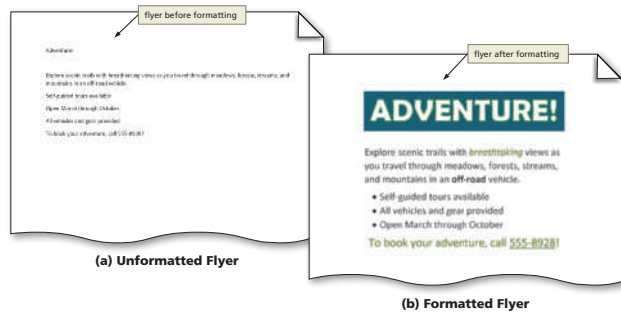 flyer before formatting
Adventure!
Explore scenic trails with breathtaking views as you travel through meadows, forests, streams, and
mountains in an off-road vehicle.
Self-guided tours available
Open March through October
All vehicles and gear provided
To book your adventure, call 555-8928!
(a) Unformatted Flyer
flyer after formatting
ADVENTURE!
Explore scenic trails with breathtaking views as
you travel through meadows, forests, streams,
and mountains in an off-road vehicle.
• Self-guided tours available
• All vehicles and gear provided
• Open March through October
To book your adventure, call 555-8928!
(b) Formatted Flyer